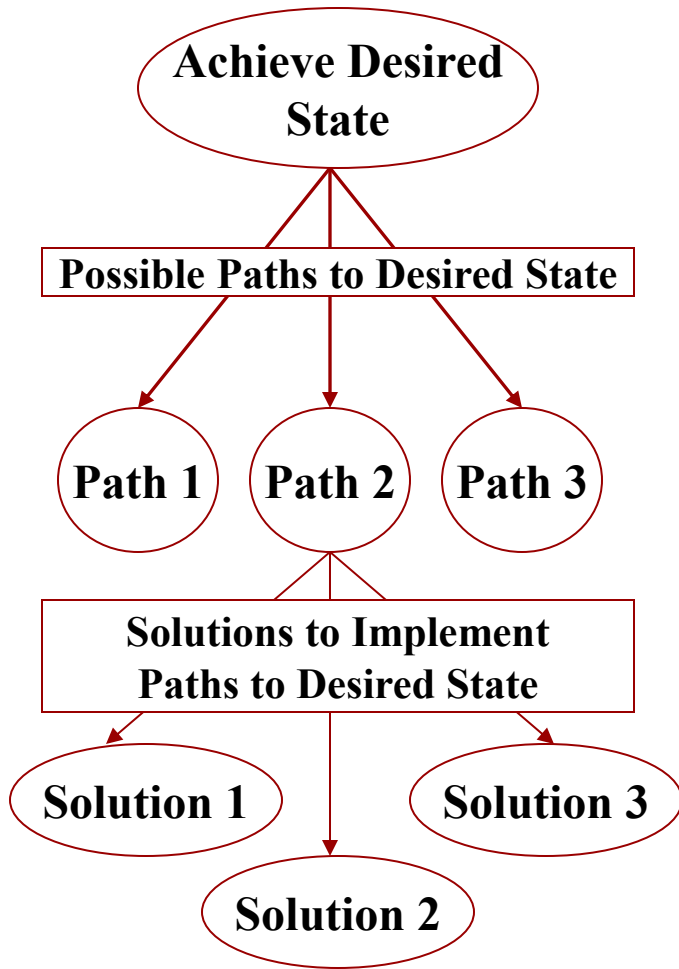 Achieve Desired
State
Possible Paths to Desired State
Path 1
Path 2
Path 3
Solutions to Implement
Paths to Desired State
Solution 1
Solution 3
Solution 2